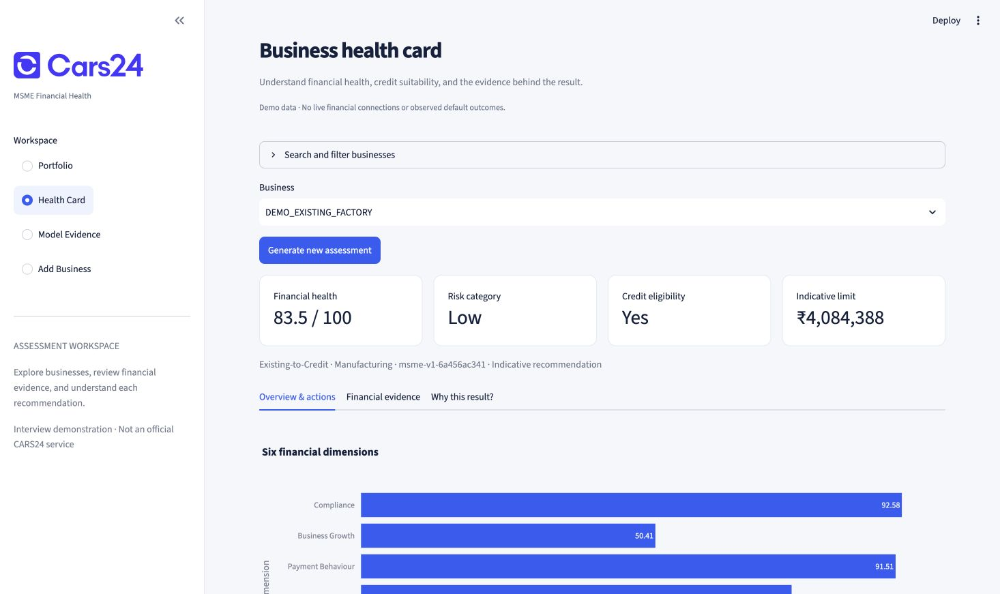 Deploy
Cars24
MSME Financial Health
Workspace
Portfolio
Health Card
Model Evidence
Add Business
ASSESSMENT WORKSPACE
Explore businesses, review financial
evidence, and understand each
recommendation.
Interview demonstration · Not an official
CARS24 service
Business health card
Understand financial health, credit suitability, and the evidence behind the result.
Demo data · No live financial connections or observed default outcomes.
Search and filter businesses
Business
DEMO_EXISTING_FACTORY
Generate new assessment
Financial health
83.5 / 100
Risk category
Low
Credit eligibility
Yes
Indicative limit
₹4,084,388
Existing-to-Credit · Manufacturing · msme-v1-6a456ac341 · Indicative recommendation
Overview & actions
Financial evidence
Why this result?
Six financial dimensions
Compliance
92.58
Business Growth
50.41
Payment Behaviour
91.51
mension